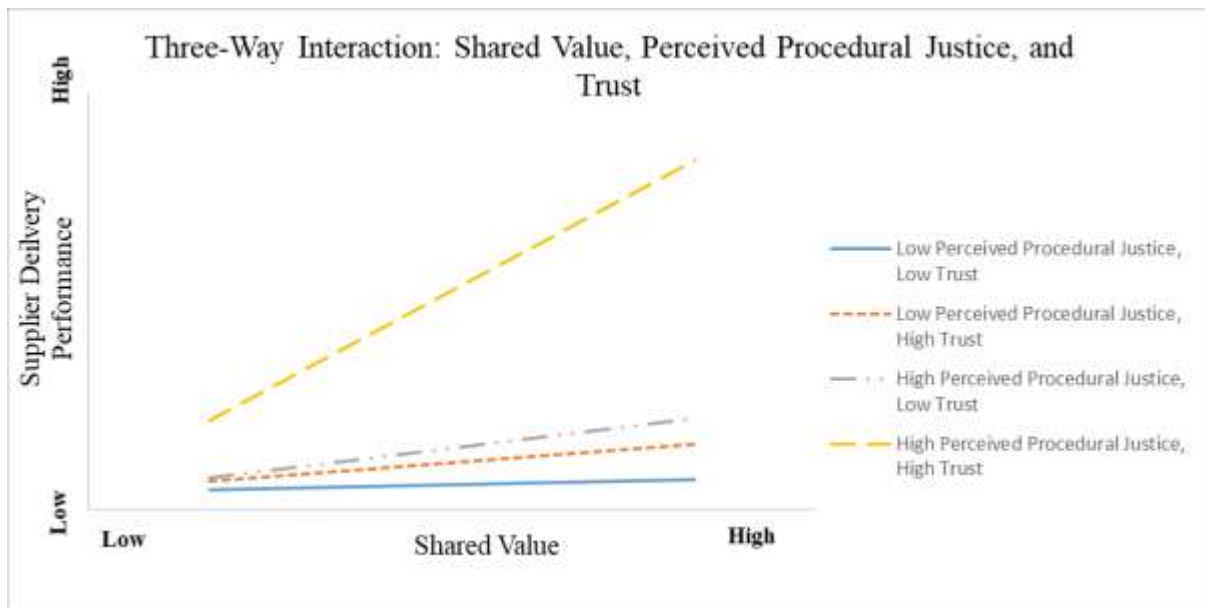 Three-Way Interaction: Shared Value, Perceived Procedural Justice, and
Trust
High
Supplier Deilvery
Performance
Low
Low
Shared Value
High
Low Perceived Procedural Justice,
Low Trust
Low Perceived Procedural Justice,
High Trust
High Perceived Procedural Justice,
Low Trust
High Perceived Procedural Justice,
High Trust